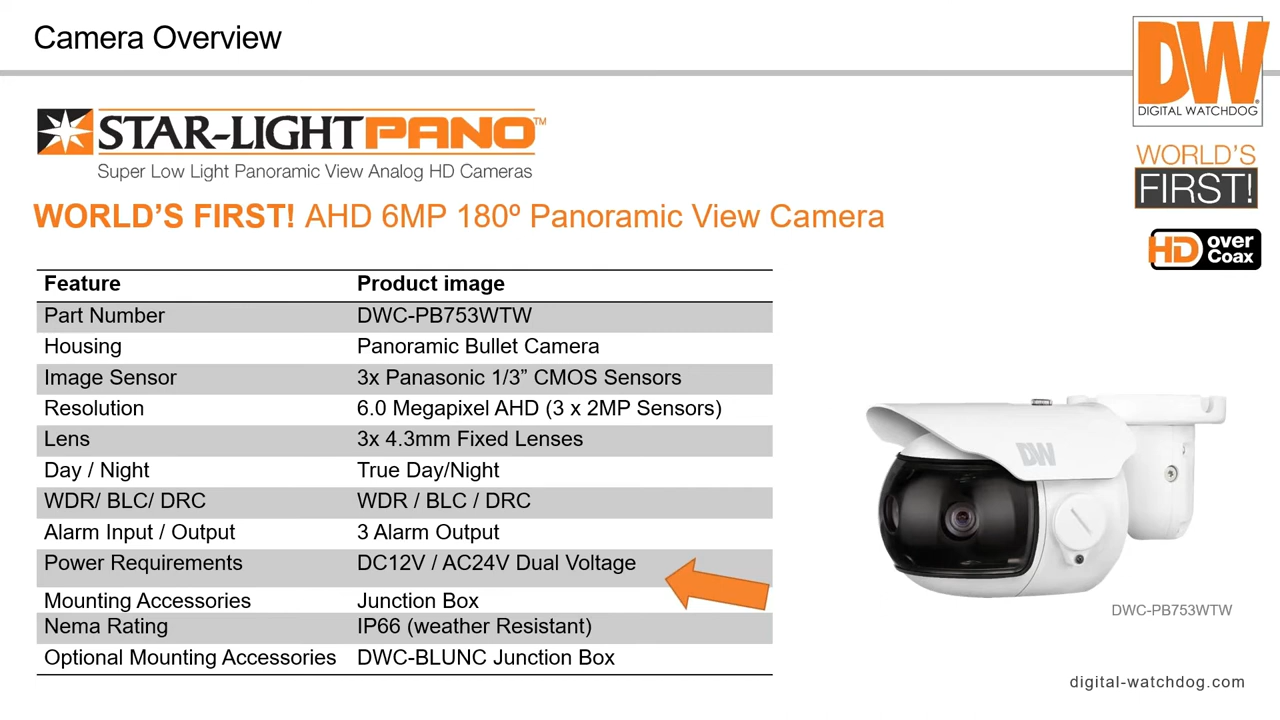 Camera Overview
DW
DIGITAL WATCHDOG
STAR-LIGHT PANO™
Super Low Light Panoramic View Analog HD Cameras
WORLD'S
FIRST!
WORLD’S FIRST! AHD 6MP 180º Panoramic View Camera
HD over Coax
Feature Product image
Part Number DWC-PB753WTW
Housing Panoramic Bullet Camera
Image Sensor 3x Panasonic 1/3” CMOS Sensors
Resolution 6.0 Megapixel AHD (3 x 2MP Sensors)
Lens 3x 4.3mm Fixed Lenses
Day / Night True Day/Night
WDR/ BLC/ DRC WDR / BLC / DRC
Alarm Input / Output 3 Alarm Output
Power Requirements DC12V / AC24V Dual Voltage
Mounting Accessories Junction Box
Nema Rating IP66 (weather Resistant)
Optional Mounting Accessories DWC-BLUNC Junction Box
DW
DWC-PB753WTW
digital-watchdog.com